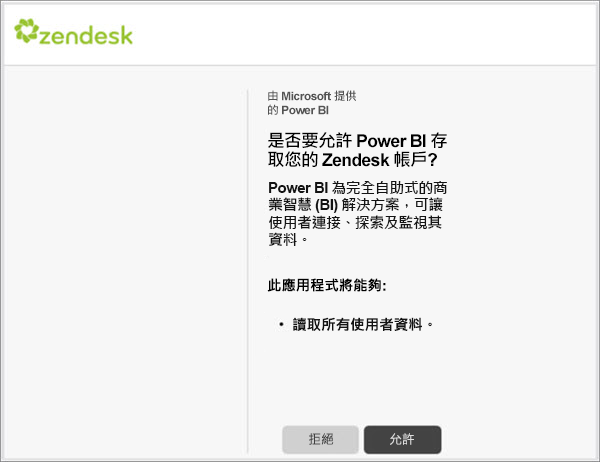 zendesk
由 Microsoft 提供
的 Power BI
是否要允許 Power BI 存
取您的 Zendesk 帳戶?
Power BI 為完全自助式的商
業智慧 (BI) 解決方案，可讓
使用者連接、探索及監視其
資料。
此應用程式將能夠:
• 讀取所有使用者資料。
拒絕 允許